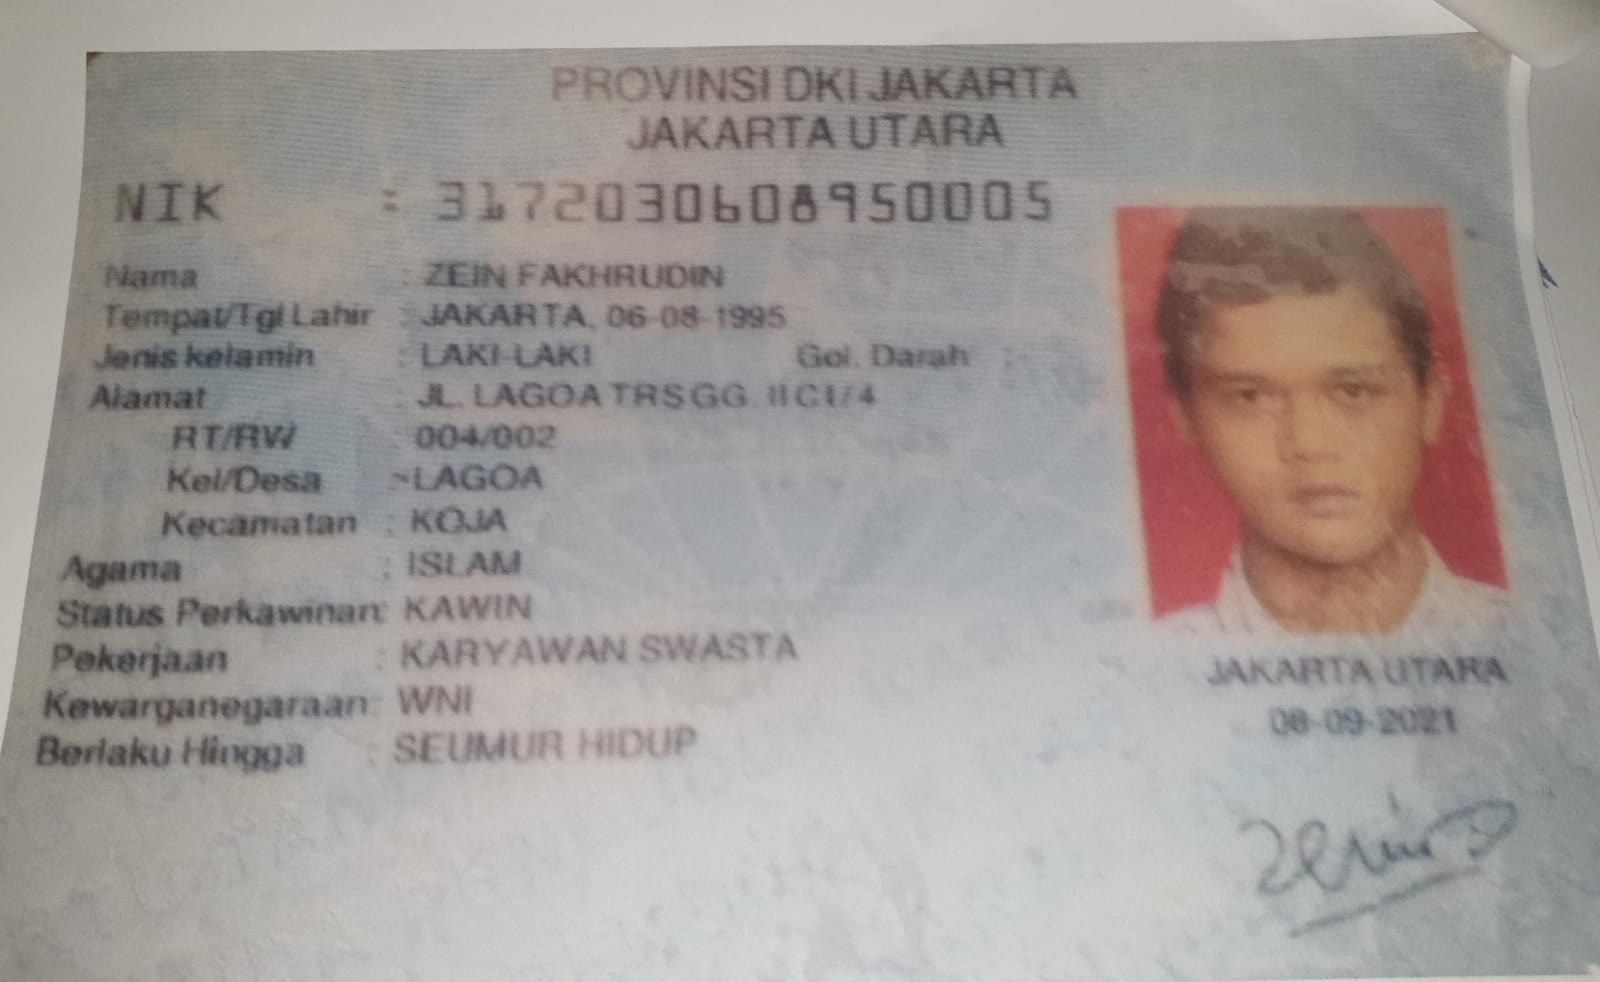 PROVINSI DKI JAKARTA
JAKARTA UTARA
NIK : 3172030608950005
Nama : ZEIN FAKHRUDIN
Tempat/Tgl Lahir : JAKARTA, 06-08-1995
Jenis kelamin : LAKI-LAKI Gol. Darah :
Alamat : JL. LAGOA TRS GG. II C1/4
RT/RW : 004/002
Kel/Desa : LAGOA
Kecamatan : KOJA
Agama : ISLAM
Status Perkawinan: KAWIN
Pekerjaan : KARYAWAN SWASTA
Kewarganegaraan: WNI
Berlaku Hingga : SEUMUR HIDUP
JAKARTA UTARA
08-09-2021